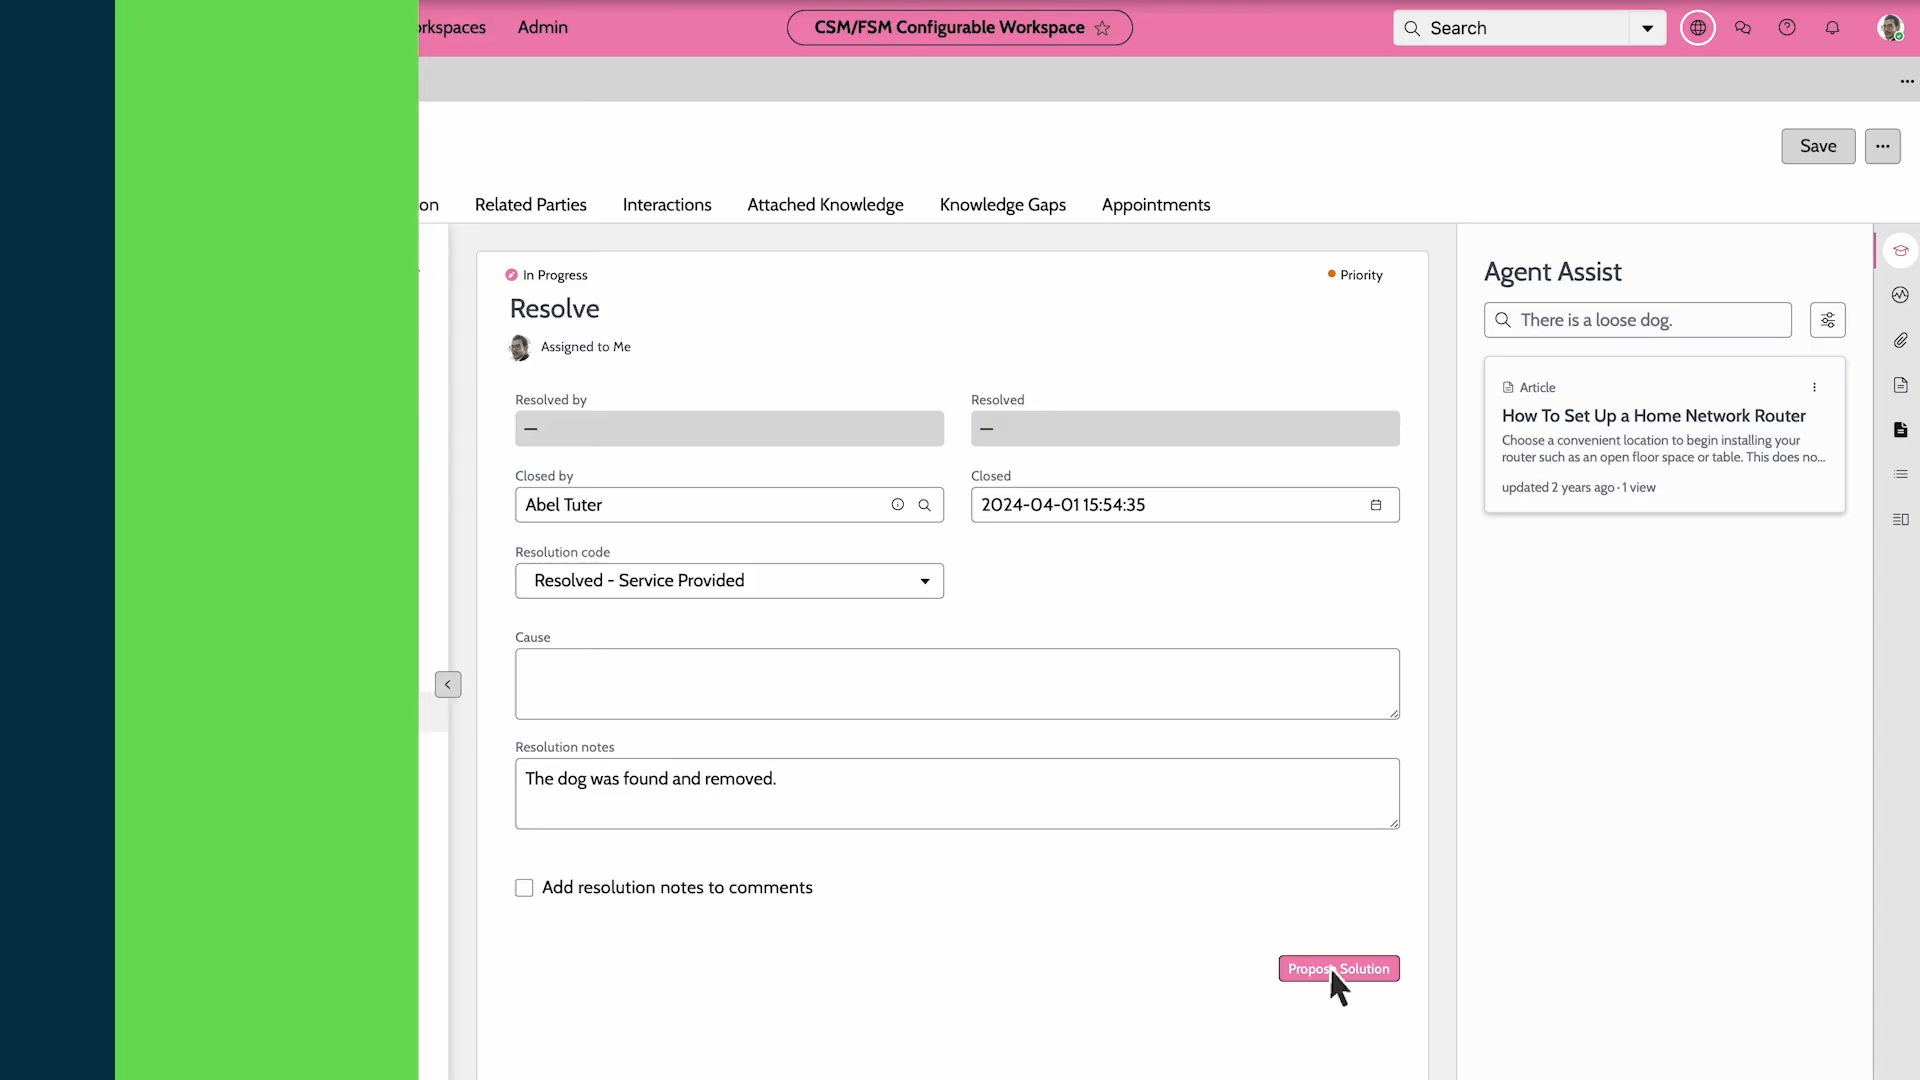 Admin
CSM/FSM Configurable Workspace
Search
Save
Related Parties
Interactions
Attached Knowledge
Knowledge Gaps
Appointments
In Progress
Priority
Resolve
Assigned to Me
Resolved by
Resolved
—
—
Closed by
Closed
Abel Tuter
2024-04-01 15:54:35
Resolution code
Resolved - Service Provided
Cause
Resolution notes
The dog was found and removed.
Add resolution notes to comments
Propose Solution
Agent Assist
There is a loose dog.
Article
How To Set Up a Home Network Router
Choose a convenient location to begin installing your
router such as an open floor space or table. This does no...
updated 2 years ago · 1 view